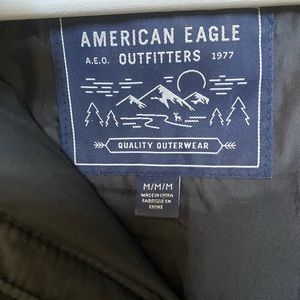 AMERICAN EAGLE
A.E.O. OUTFITTERS 1977
QUALITY OUTERWEAR
M/M/M
MADE IN CHINA
FABRIQUÉ EN
CHINE